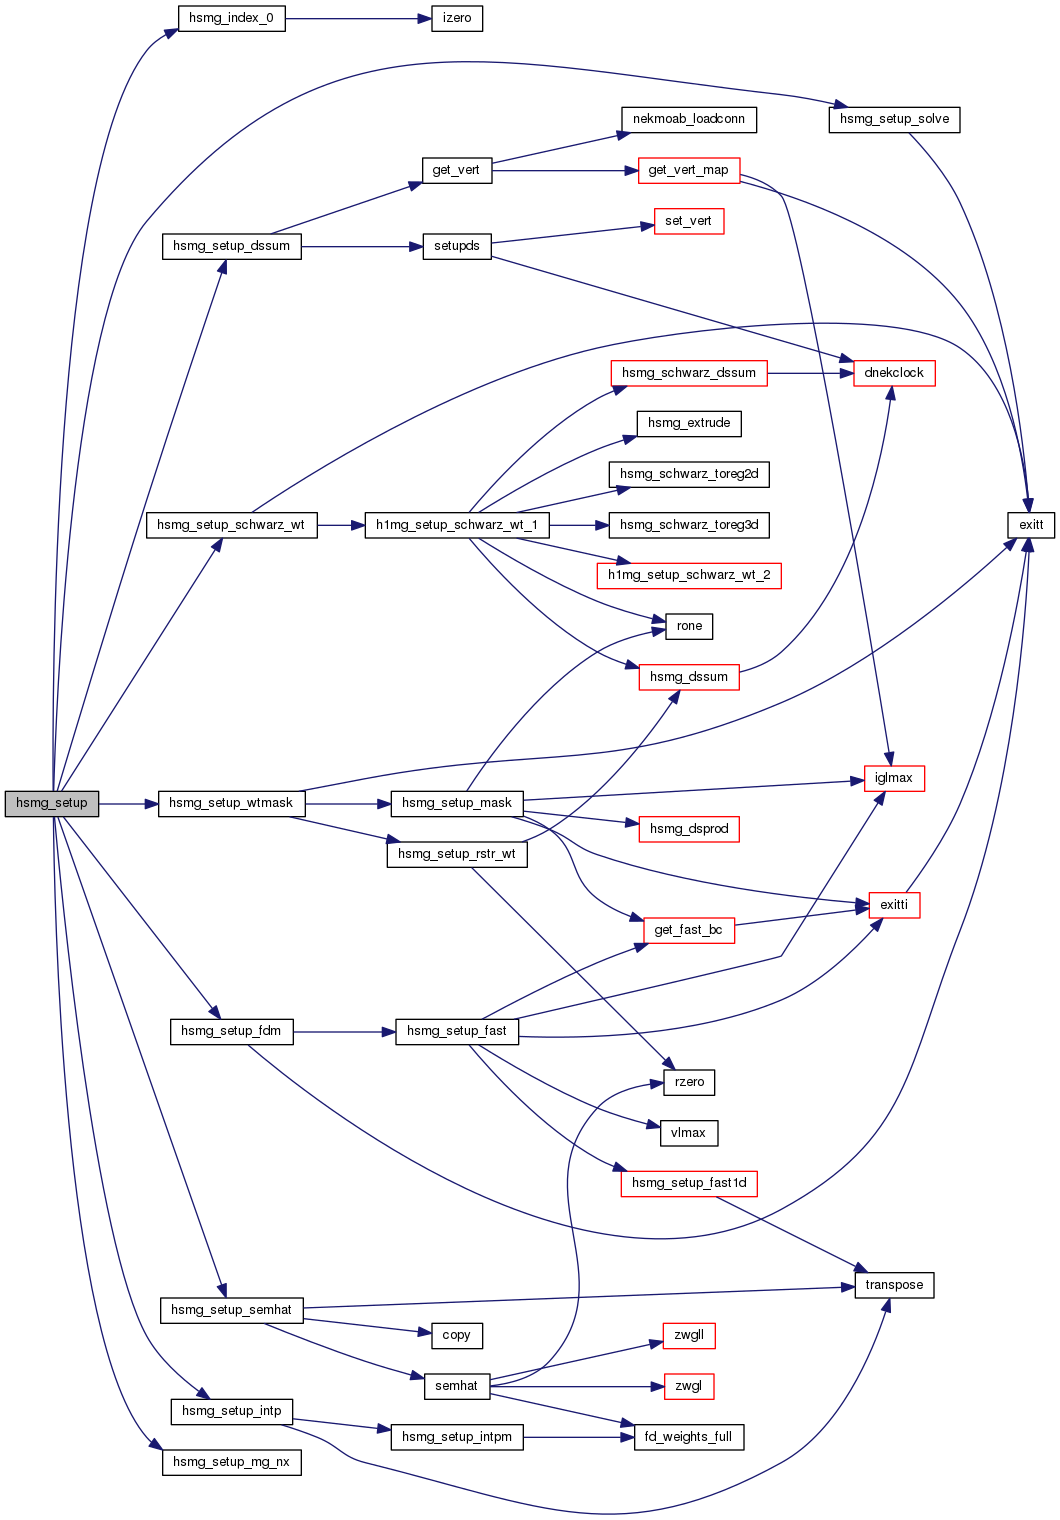 hsmg_index_0
izero
hsmg_setup_solve
nekmoab_loadconn
get_vert
get_vert_map
set_vert
hsmg_setup_dssum
setupds
dnekclock
hsmg_schwarz_dssum
hsmg_extrude
hsmg_schwarz_toreg2d
hsmg_setup_schwarz_wt
h1mg_setup_schwarz_wt_1
hsmg_schwarz_toreg3d
exitt
h1mg_setup_schwarz_wt_2
rone
hsmg_dssum
iglmax
hsmg_setup
hsmg_setup_wtmask
hsmg_setup_mask
hsmg_dsprod
hsmg_setup_rstr_wt
exitti
get_fast_bc
hsmg_setup_fdm
hsmg_setup_fast
rzero
vlmax
hsmg_setup_fast1d
transpose
hsmg_setup_semhat
copy
zwgll
semhat
zwgl
hsmg_setup_intp
hsmg_setup_intpm
fd_weights_full
hsmg_setup_mg_nx